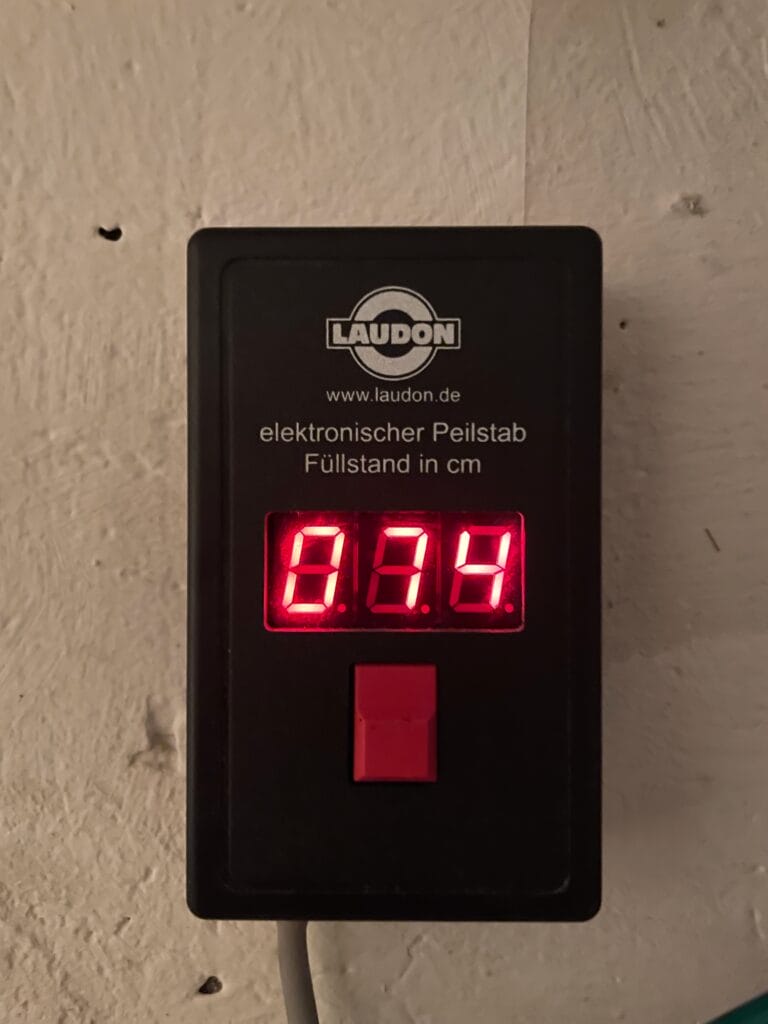 LAUDON
www.laudon.de
elektronischer Peilstab
Füllstand in cm
074